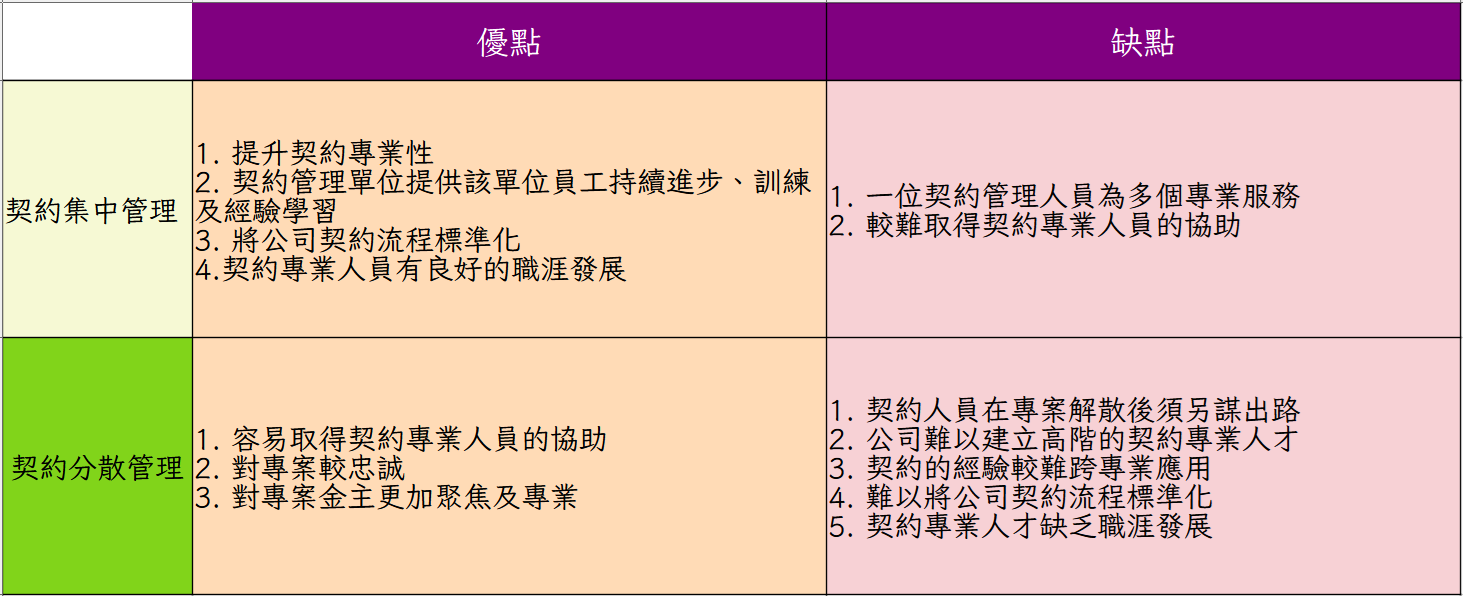 優點
缺點
契約集中管理
1. 提升契約專業性
2. 契約管理單位提供該單位員工持續進步、訓練
及經驗學習
3. 將公司契約流程標準化
4.契約專業人員有良好的職涯發展
1. 一位契約管理人員為多個專業服務
2. 較難取得契約專業人員的協助
契約分散管理
1. 容易取得契約專業人員的協助
2. 對專案較忠誠
3. 對專案金主更加聚焦及專業
1. 契約人員在專案解散後須另謀出路
2. 公司難以建立高階的契約專業人才
3. 契約的經驗較難跨專業應用
4. 難以將公司契約流程標準化
5. 契約專業人才缺乏職涯發展